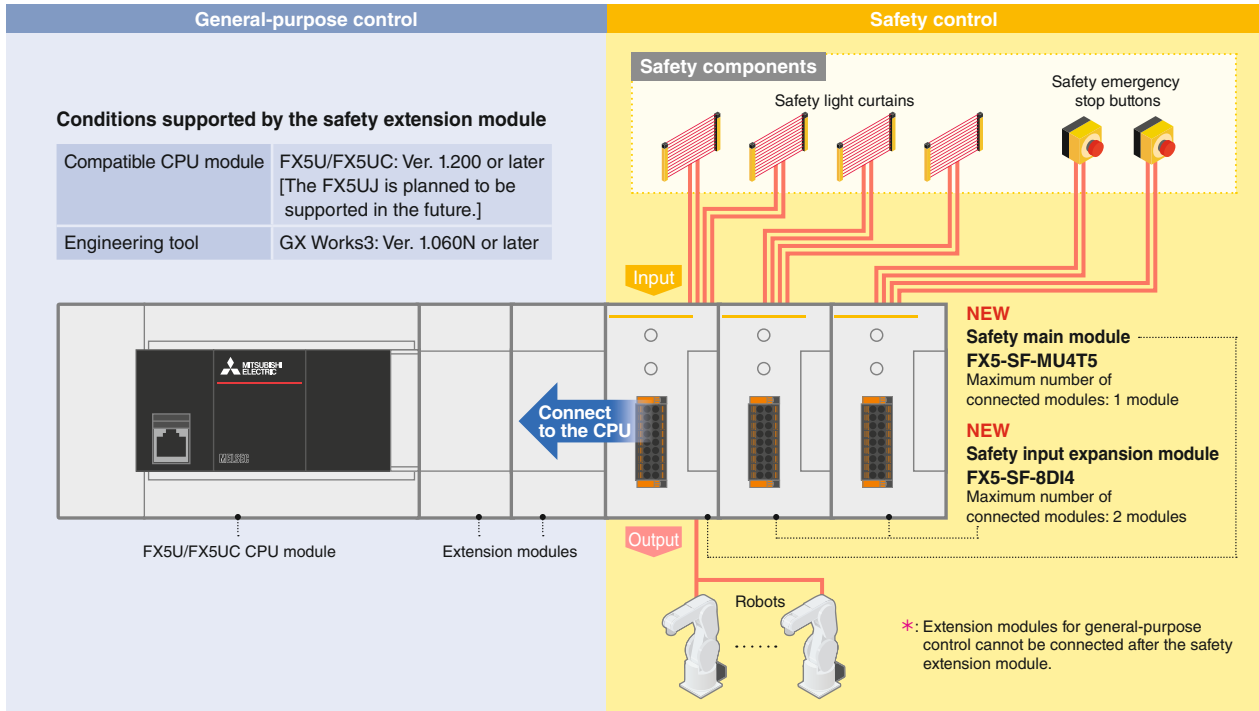 General-purpose control
Safety control
Conditions supported by the safety extension module
Compatible CPU module
FX5U/FX5UC: Ver. 1.200 or later
[The FX5UJ is planned to be
supported in the future.]
Engineering tool
GX Works3: Ver. 1.060N or later
Safety components
Safety light curtains
Safety emergency
stop buttons
Input
MITSUBISHI
ELECTRIC
MELSEC
Connect
to the CPU
NEW
Safety main module
FX5-SF-MU4T5
Maximum number of
connected modules: 1 module
NEW
Safety input expansion module
FX5-SF-8DI4
Maximum number of
connected modules: 2 modules
FX5U/FX5UC CPU module
Extension modules
Output
Robots
......
*: Extension modules for general-purpose
control cannot be connected after the safety
extension module.